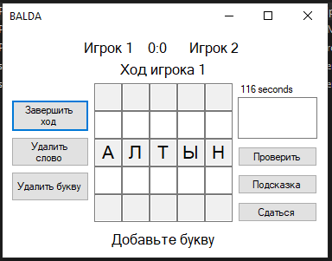 BALDA
Игрок 1 0:0 Игрок 2
Ход игрока 1
116 seconds
Завершить
ход
Удалить
слово
Удалить букву
А Л Т Ы Н
Проверить
Подсказка
Сдаться
Добавьте букву